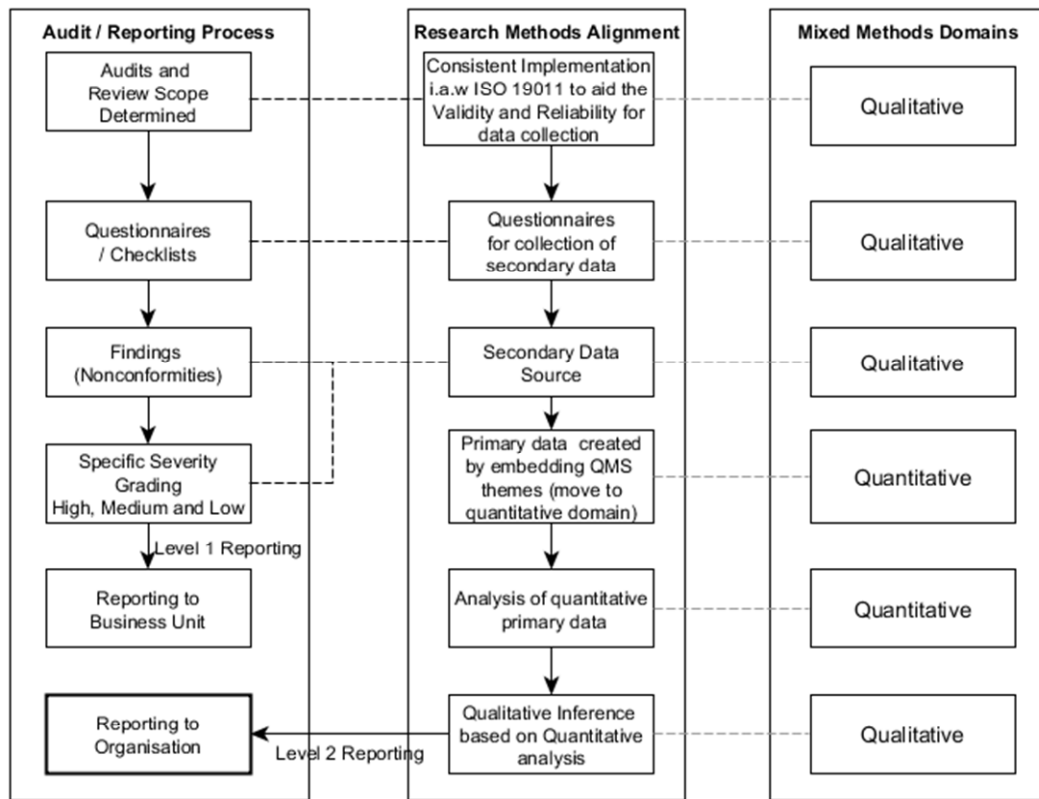 Audit / Reporting Process
Audits and
Review Scope
Determined
Questionnaires
/ Checklists
Findings
(Nonconformities)
Specific Severity
Grading
High, Medium and Low
Level 1 Reporting
Reporting to
Business Unit
Reporting to
Organisation
Level 2 Reporting
Research Methods Alignment
Consistent Implementation
i.a.w ISO 19011 to aid the
Validity and Reliability for
data collection
Questionnaires
for collection of
secondary data
Secondary Data
Source
Primary data created
by embedding QMS
themes (move to
quantitative domain)
Analysis of quantitative
primary data
Qualitative Inference
based on Quantitative
analysis
Mixed Methods Domains
Qualitative
Qualitative
Qualitative
Quantitative
Quantitative
Qualitative